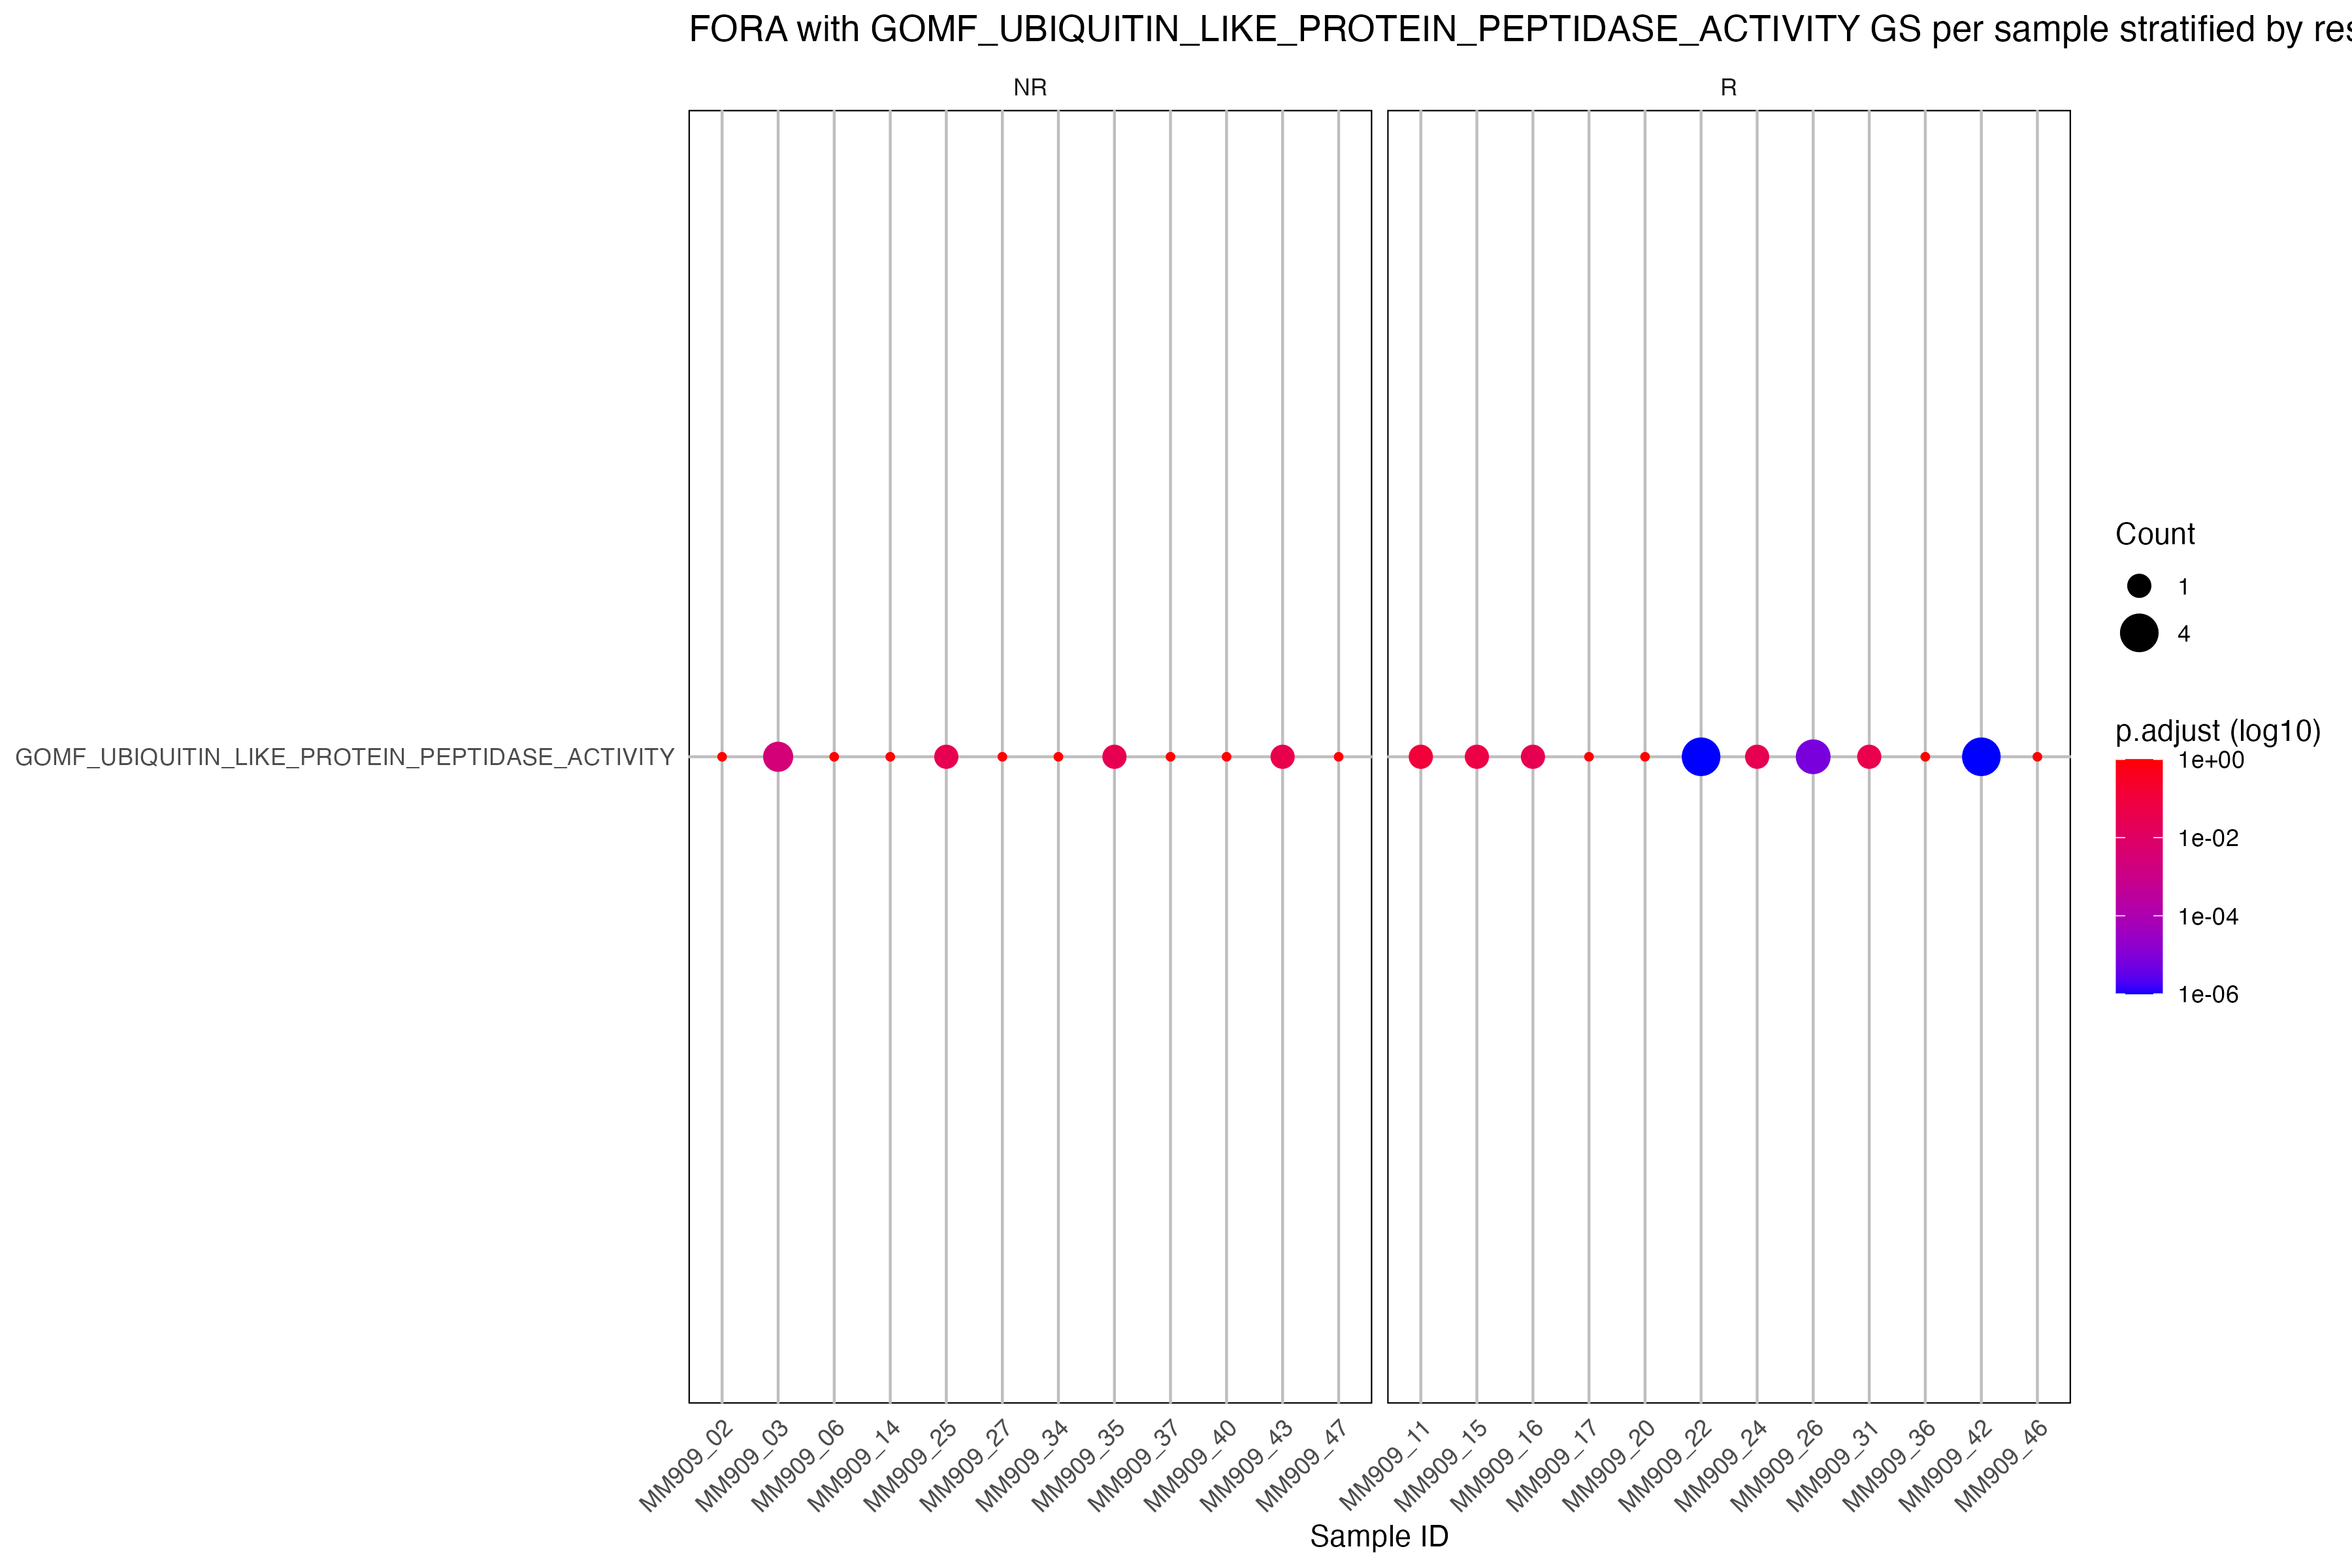 FORA with GOMF_UBIQUITIN_LIKE_PROTEIN_PEPTIDASE_ACTIVITY GS per sample stratified by res
NR
R
GOMF_UBIQUITIN_LIKE_PROTEIN_PEPTIDASE_ACTIVITY
Count
1
4
p.adjust (log10)
1e+00
1e-02
1e-04
1e-06
MM909_02
MM909_03
MM909_06
MM909_14
MM909_25
MM909_27
MM909_34
MM909_35
MM909_37
MM909_40
MM909_43
MM909_47
MM909_11
MM909_15
MM909_16
MM909_17
MM909_20
MM909_22
MM909_24
MM909_26
MM909_31
MM909_36
MM909_42
MM909_46
Sample ID